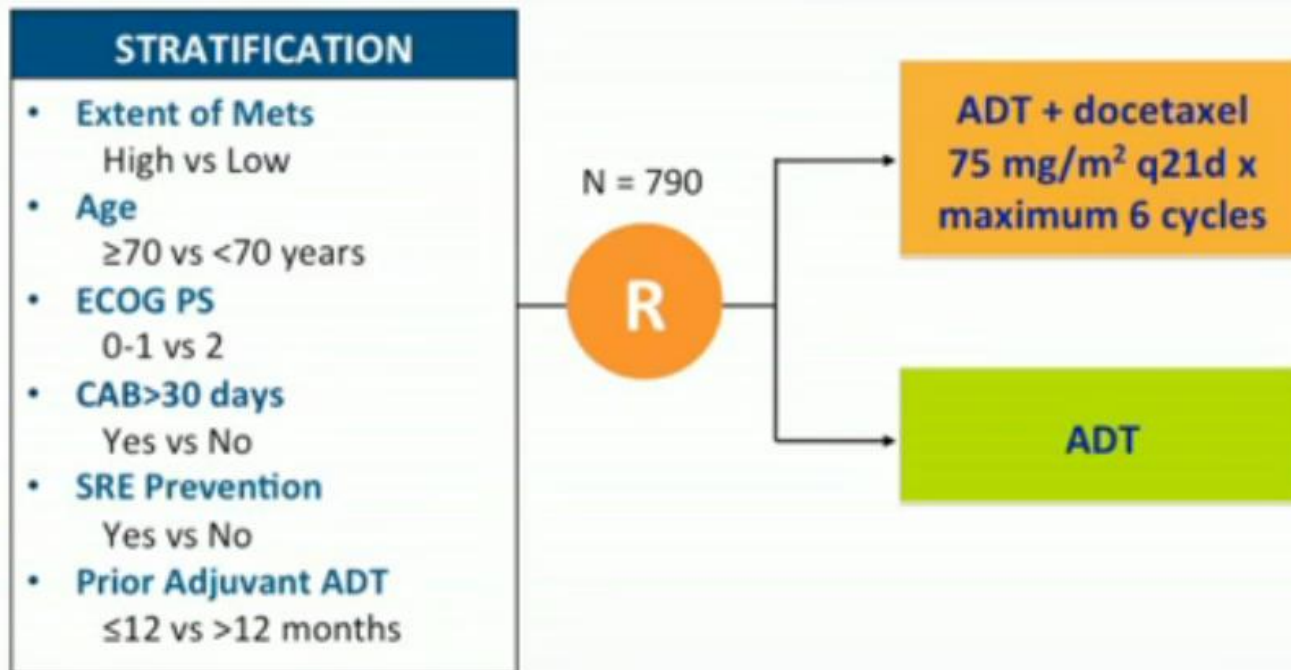 STRATIFICATION
• Extent of Mets
High vs Low
• Age
≥70 vs <70 years
• ECOG PS
0-1 vs 2
• CAB>30 days
Yes vs No
• SRE Prevention
Yes vs No
• Prior Adjuvant ADT
≤12 vs >12 months
N = 790
R
ADT + docetaxel
75 mg/m² q21d x
maximum 6 cycles
ADT